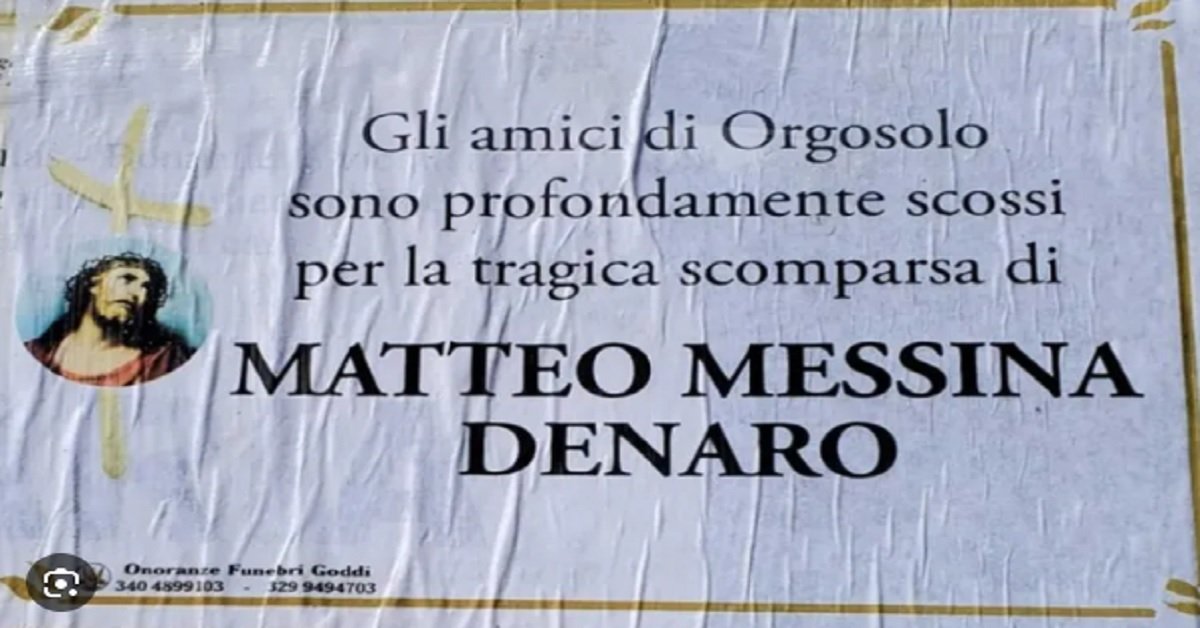 Gli amici di Orgosolo
sono profondamente scossi
per la tragica scomparsa di
MATTEO MESSINA
DENARO
Onoranze Funebri Goddi
340 4899103 - 329 9494703